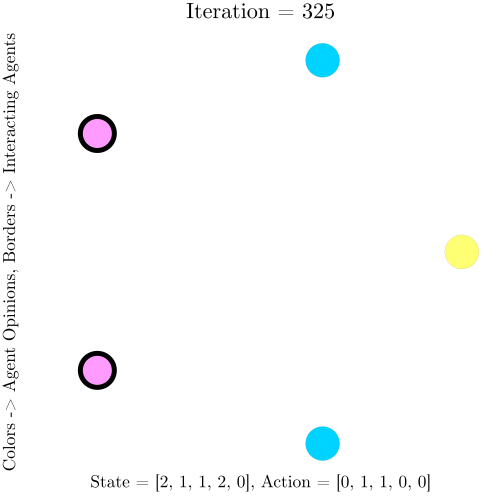 Iteration = 325
Colors -> Agent Opinions, Borders -> Interacting Agents
State = [2, 1, 1, 2, 0], Action = [0, 1, 1, 0, 0]